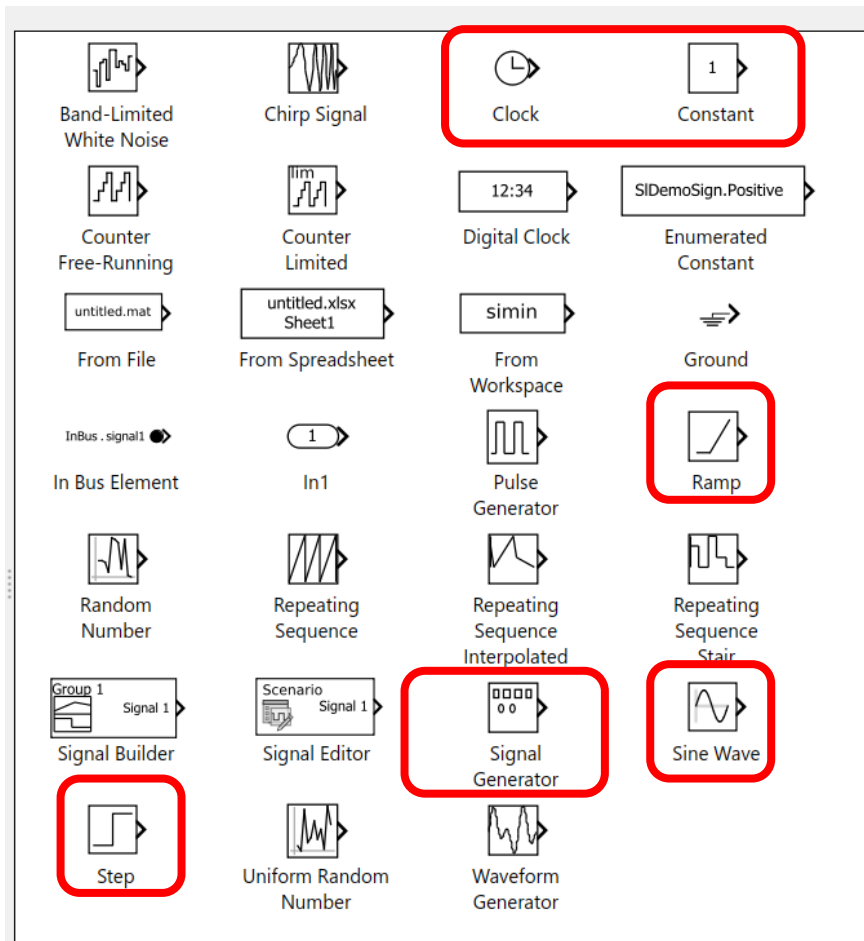 1
Band-Limited
White Noise
Chirp Signal
Clock
Constant
lim
12:34
SlDemoSign.Positive
Counter
Free-Running
Counter
Limited
Digital Clock
Enumerated
Constant
untitled.mat
untitled.xlsx
Sheet1
simin
From File
From Spreadsheet
From
Workspace
Ground
InBus . signal1
1
In Bus Element
In1
Pulse
Generator
Ramp
Random
Number
Repeating
Sequence
Repeating
Sequence
Interpolated
Repeating
Sequence
Stair
Group 1
Signal 1
Scenario
Signal 1
Signal Builder
Signal Editor
Signal
Generator
Sine Wave
Step
Uniform Random
Number
Waveform
Generator